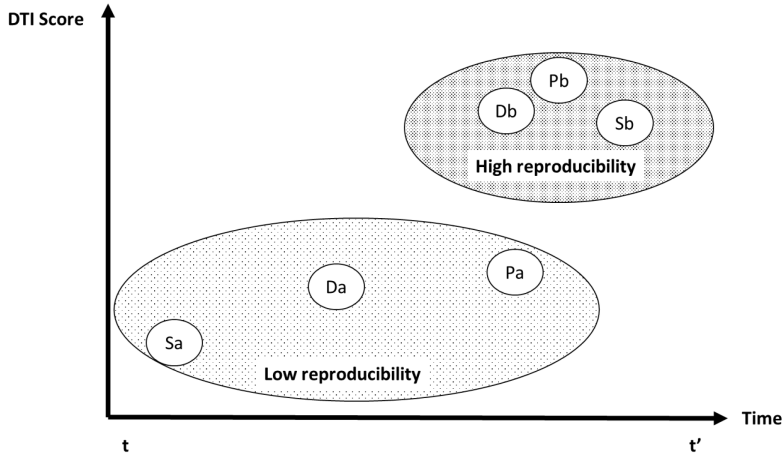 DTI Score
Pb
Db
Sb
High reproducibility
Pa
Da
Sa
Low reproducibility
Time
t
t’